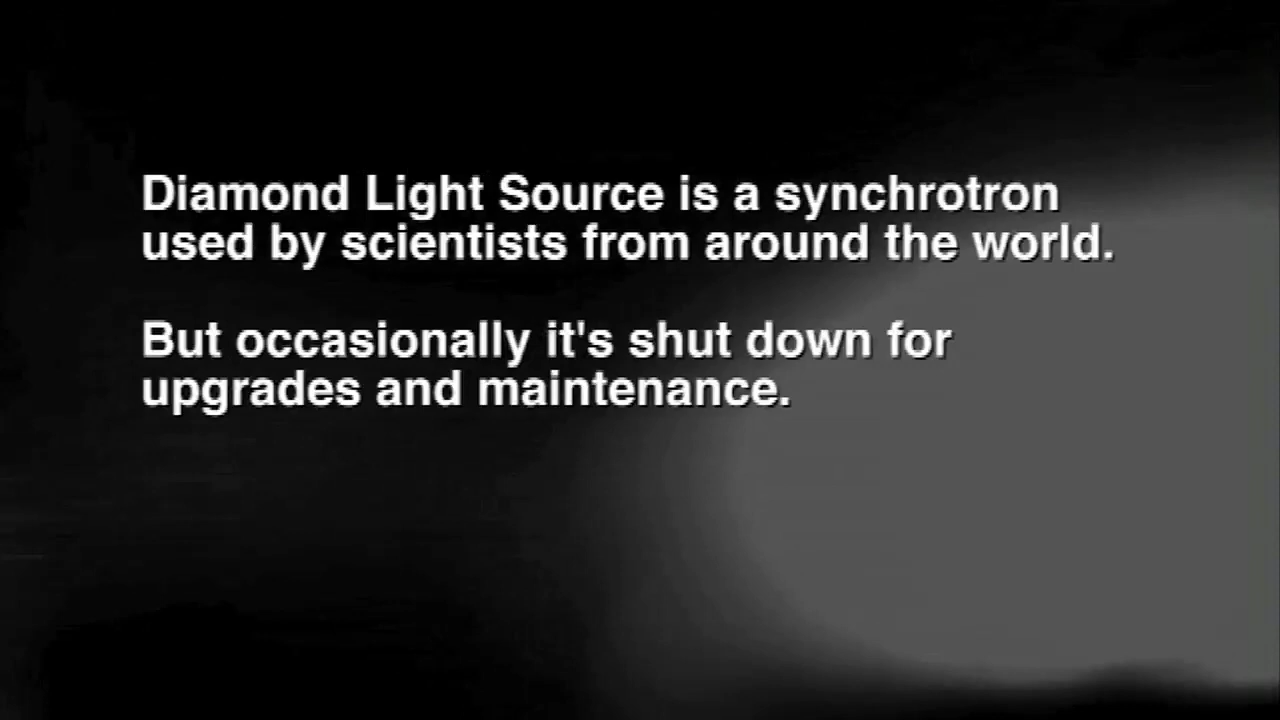 Diamond Light Source is a synchrotron
used by scientists from around the world.
But occasionally it's shut down for
upgrades and maintenance.